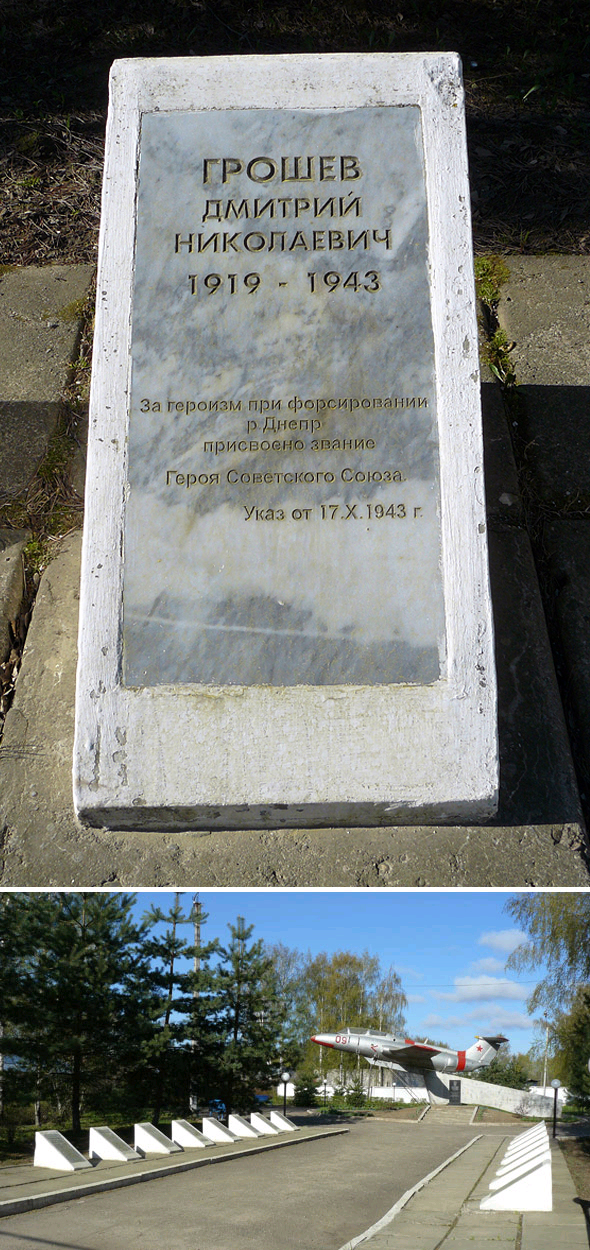 ГРОШЕВ
ДМИТРИЙ
НИКОЛАЕВИЧ
1919 - 1943
За героизм при форсировании
р Днепр
присвоено звание
Героя Советского Союза.
Указ от 17.X.1943 г.
091